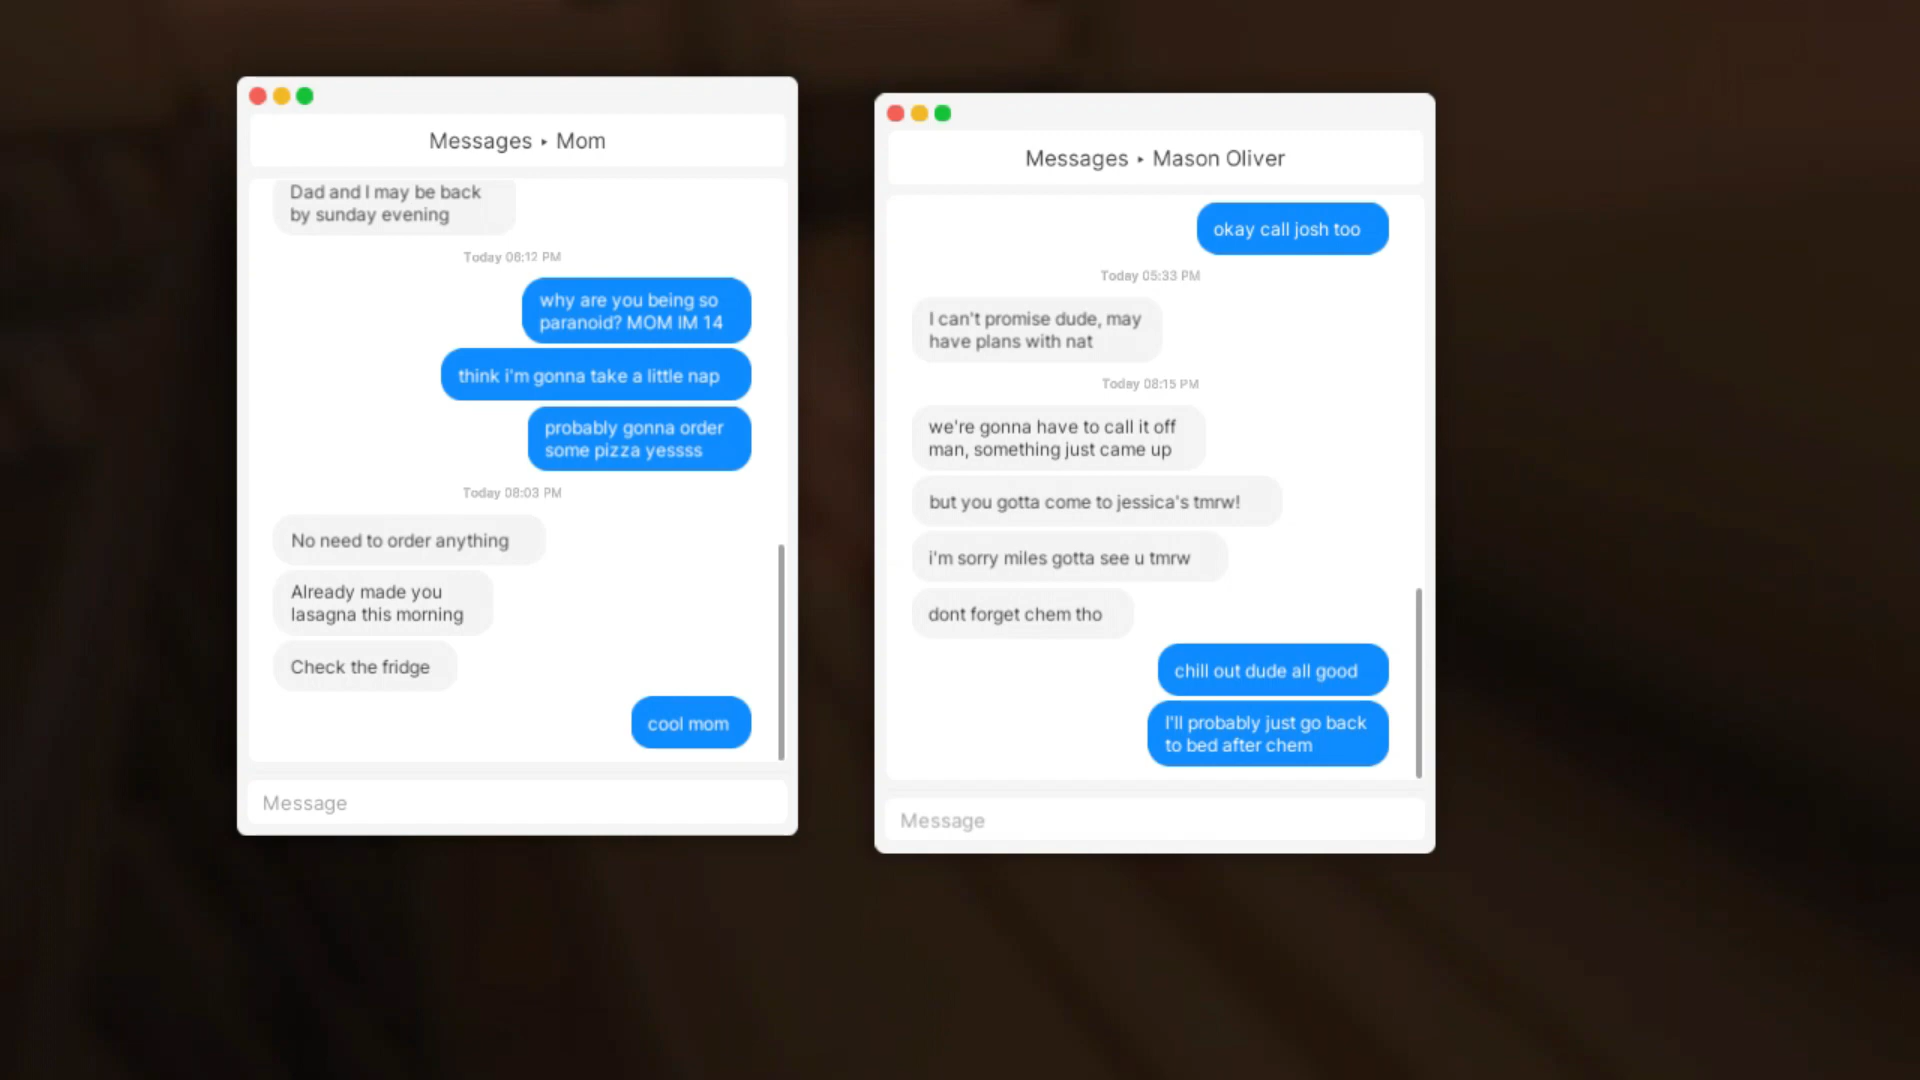 Messages ‣ Mom
Dad and I may be back
by sunday evening
Today 08:12 PM
why are you being so
paranoid? MOM IM 14
think i'm gonna take a little nap
probably gonna order
some pizza yessss
Today 08:03 PM
No need to order anything
Already made you
lasagna this morning
Check the fridge
cool mom
Message
Messages ‣ Mason Oliver
okay call josh too
Today 05:33 PM
I can't promise dude, may
have plans with nat
Today 08:15 PM
we're gonna have to call it off
man, something just came up
but you gotta come to jessica's tmrw!
i'm sorry miles gotta see u tmrw
dont forget chem tho
chill out dude all good
I'll probably just go back
to bed after chem
Message